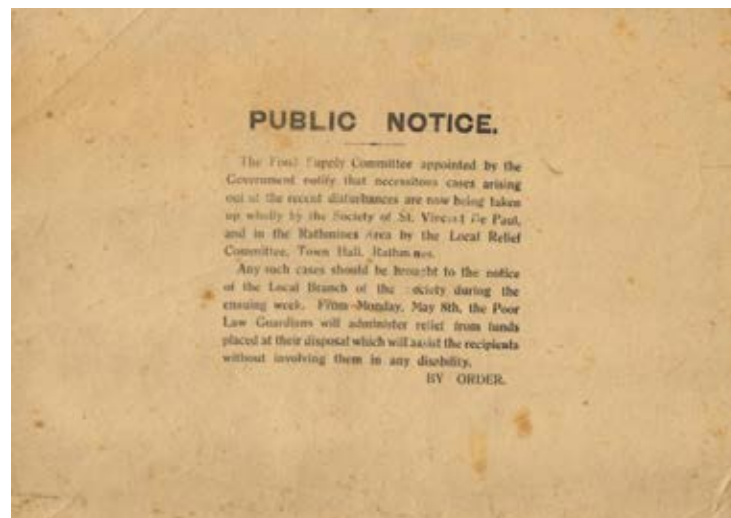 PUBLIC NOTICE.
The Food Supply Committee appointed by the
Government notify that necessitous cases arising
out of the recent disturbances are now being taken
up wholly by the Society of St. Vincent De Paul,
and in the Rathmines Area by the Local Relief
Committee, Town Hall, Rathmines.
Any such cases should be brought to the notice
of the Local Branch of the Society during the
ensuing week. From Monday, May 8th, the Poor
Law Guardians will administer relief from funds
placed at their disposal which will assist the recipients
without involving them in any disability.
BY ORDER.